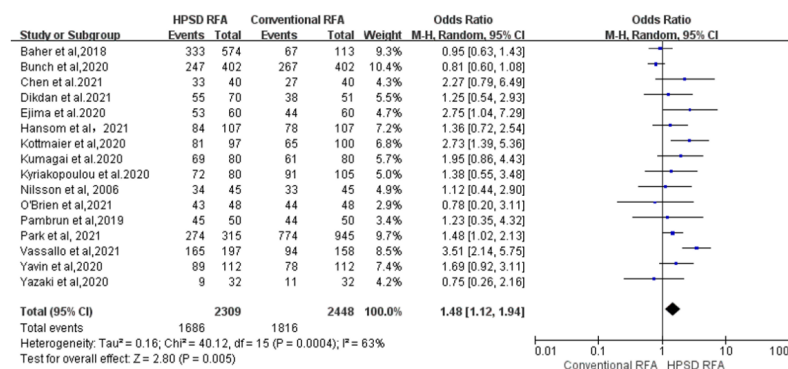 HPSD RFA Conventional RFA Odds Ratio Odds Ratio
Study or Subgroup Events Total Events Total Weight M-H, Random, 95% CI M-H, Random, 95% CI
Baher et al,2018 333 574 67 113 9.3% 0.95 [0.63, 1.43]
Bunch et al,2020 247 402 267 402 10.4% 0.81 [0.60, 1.08]
Chen et al.2021 33 40 27 40 4.2% 2.27 [0.79, 6.49]
Dikdan et al.2021 55 70 38 51 5.5% 1.25 [0.54, 2.93]
Ejima et al.2020 53 60 44 60 4.6% 2.75 [1.04, 7.29]
Hansom et al，2021 84 107 78 107 7.2% 1.36 [0.72, 2.54]
Kottmaier et al,2020 81 97 65 100 6.8% 2.73 [1.39, 5.36]
Kumagai et al.2020 69 80 61 80 5.7% 1.95 [0.86, 4.43]
Kyriakopoulou et al.2020 72 80 91 105 5.1% 1.38 [0.55, 3.48]
Nilsson et al, 2006 34 45 33 45 5.0% 1.12 [0.44, 2.90]
O'Brien et al,2021 43 48 44 48 2.8% 0.78 [0.20, 3.11]
Pambrun et al,2019 45 50 44 50 3.2% 1.23 [0.35, 4.32]
Park et al, 2021 274 315 774 945 9.7% 1.48 [1.02, 2.13]
Vassallo et al,2021 165 197 94 158 8.5% 3.51 [2.14, 5.75]
Yavin et al,2020 89 112 78 112 7.4% 1.69 [0.92, 3.11]
Yazaki et al,2020 9 32 11 32 4.2% 0.75 [0.26, 2.16]
Total (95% CI) 2309 2448 100.0% 1.48 [1.12, 1.94]
Total events 1686 1816
Heterogeneity: Tau² = 0.16; Chi² = 40.12, df = 15 (P = 0.0004); I² = 63%
Test for overall effect: Z = 2.80 (P = 0.005)
0.01 0.1 1 10 100
Conventional RFA HPSD RFA